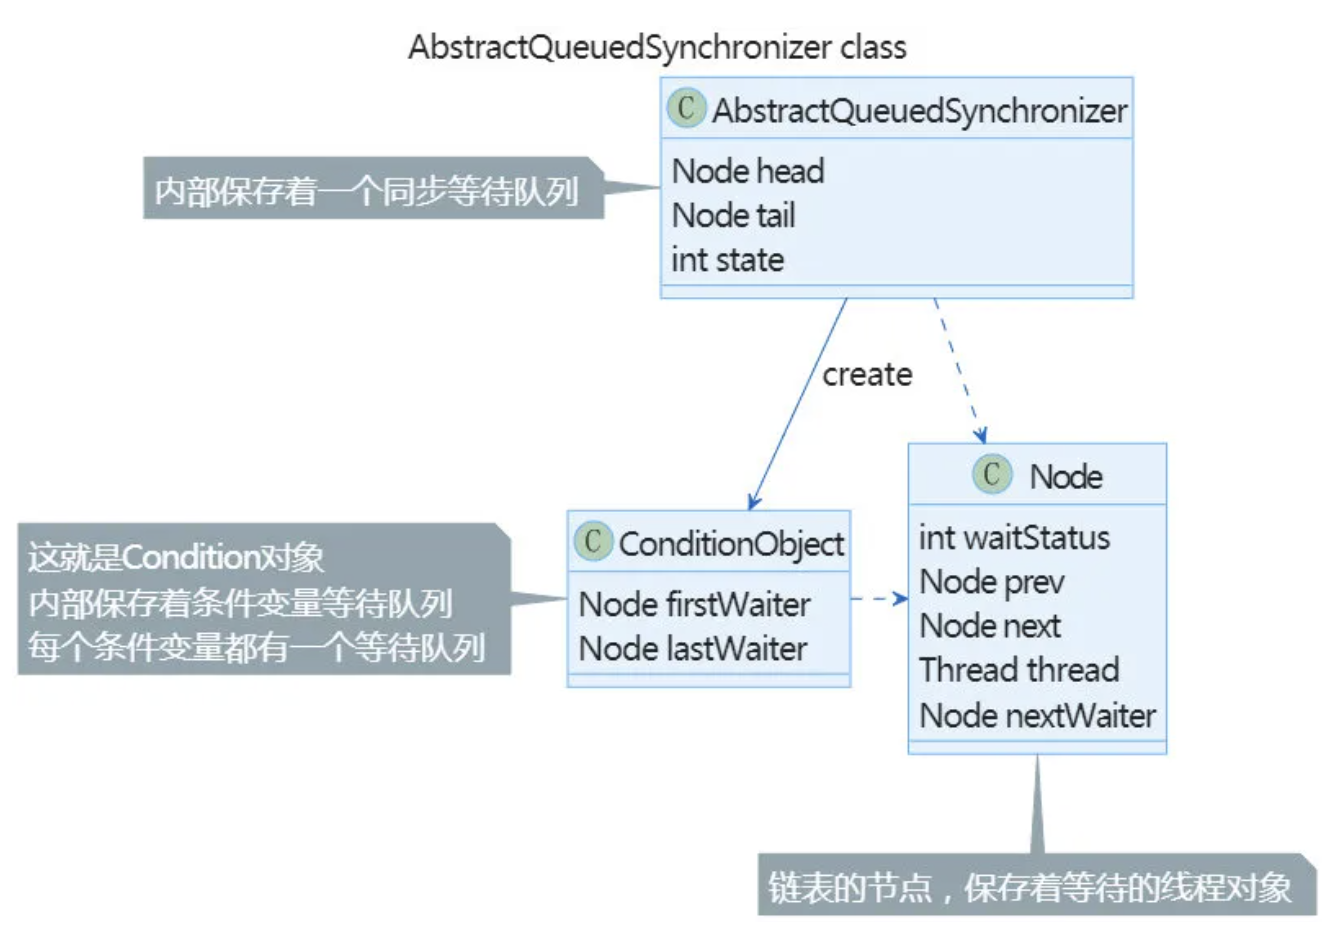 AbstractQueuedSynchronizer class
C AbstractQueuedSynchronizer
内部保存着一个同步等待队列
Node head
Node tail
int state
create
C Node
int waitStatus
Node prev
Node next
Thread thread
Node nextWaiter
C ConditionObject
Node firstWaiter
Node lastWaiter
这就是Condition对象
内部保存着条件变量等待队列
每个条件变量都有一个等待队列
链表的节点，保存着等待的线程对象